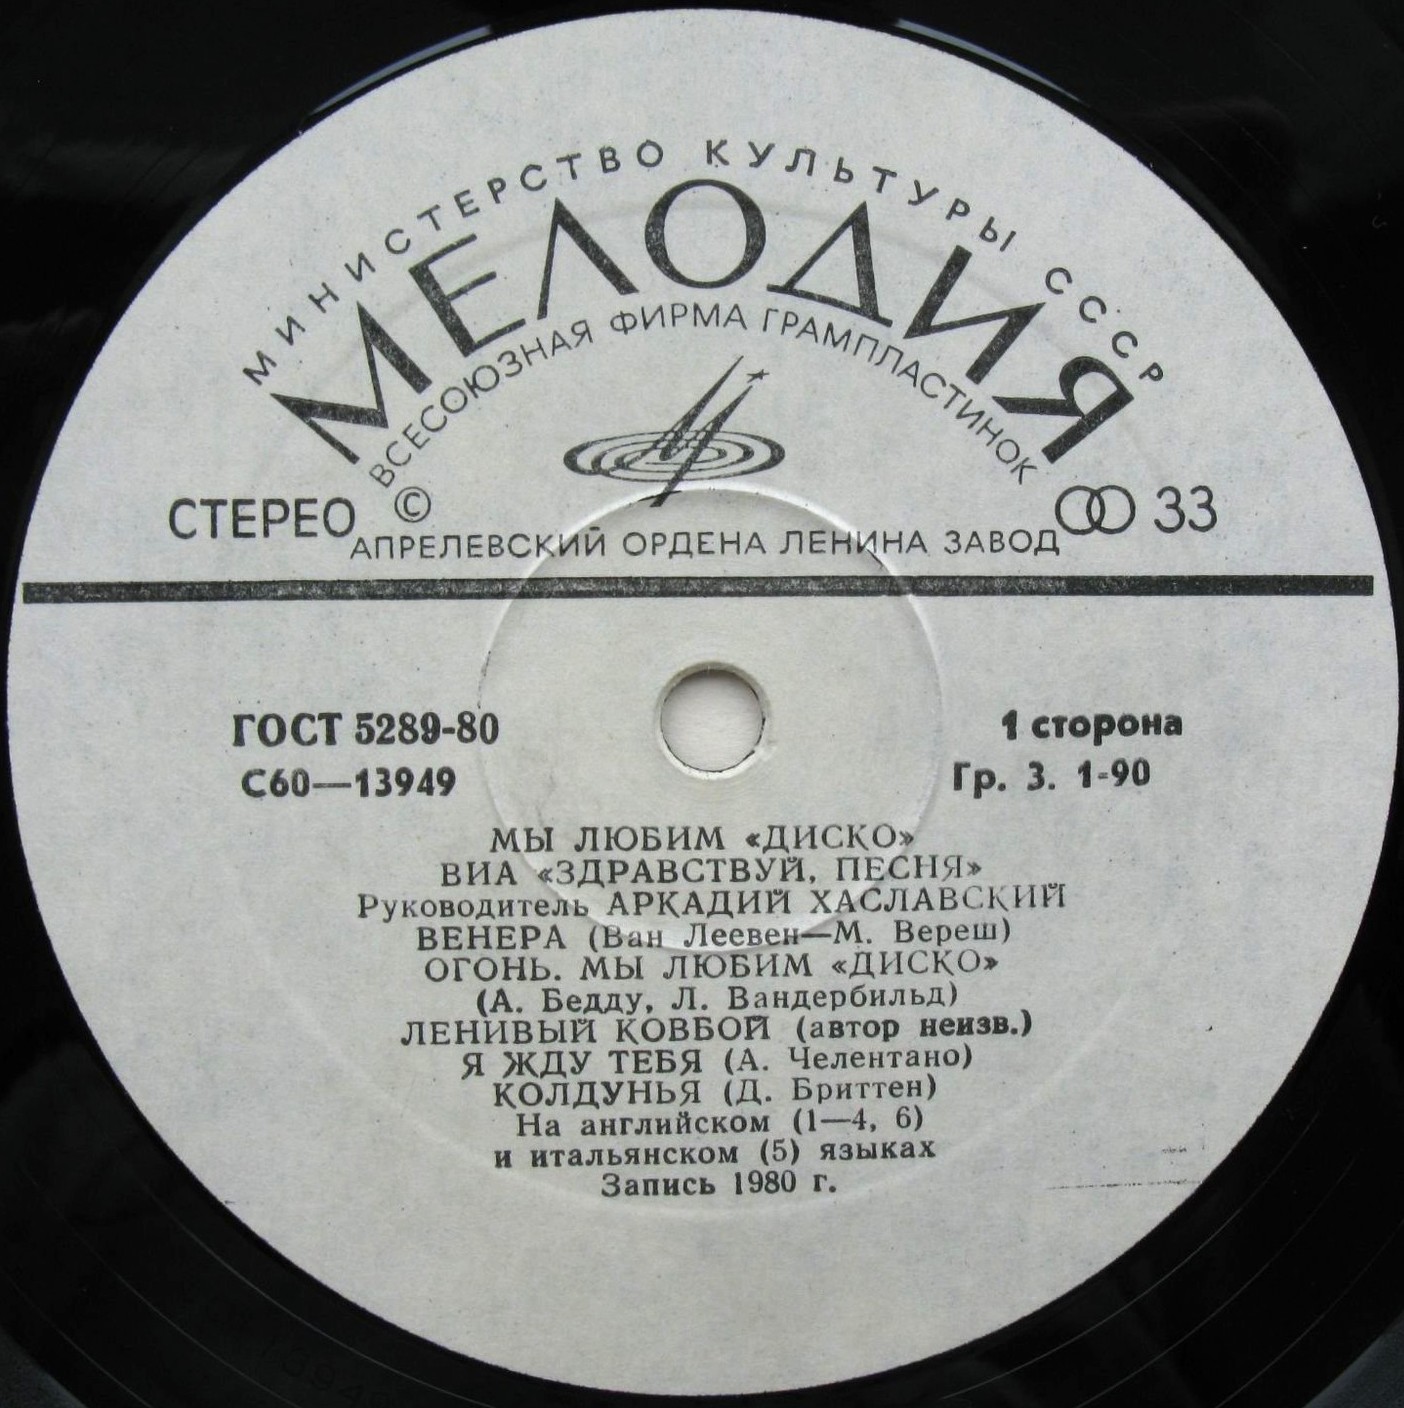 МИНИСТЕРСТВО КУЛЬТУРЫ СССР
МЕЛОДИЯ
ВСЕСОЮЗНАЯ ФИРМА ГРАМПЛАСТИНОК
СТЕРЕО © 33
АПРЕЛЕВСКИЙ ОРДЕНА ЛЕНИНА ЗАВОД
ГОСТ 5289-80 1 сторона
С60—13949 Гр. 3. 1-90
МЫ ЛЮБИМ «ДИСКО»
ВИА «ЗДРАВСТВУЙ, ПЕСНЯ»
Руководитель АРКАДИЙ ХАСЛАВСКИЙ
ВЕНЕРА (Ван Леевен—М. Вереш)
ОГОНЬ. МЫ ЛЮБИМ «ДИСКО»
(А. Бедду, Л. Вандербильд)
ЛЕНИВЫЙ КОВБОЙ (автор неизв.)
Я ЖДУ ТЕБЯ (А. Челентано)
КОЛДУНЬЯ (Д. Бриттен)
На английском (1—4, 6)
и итальянском (5) языках
Запись 1980 г.